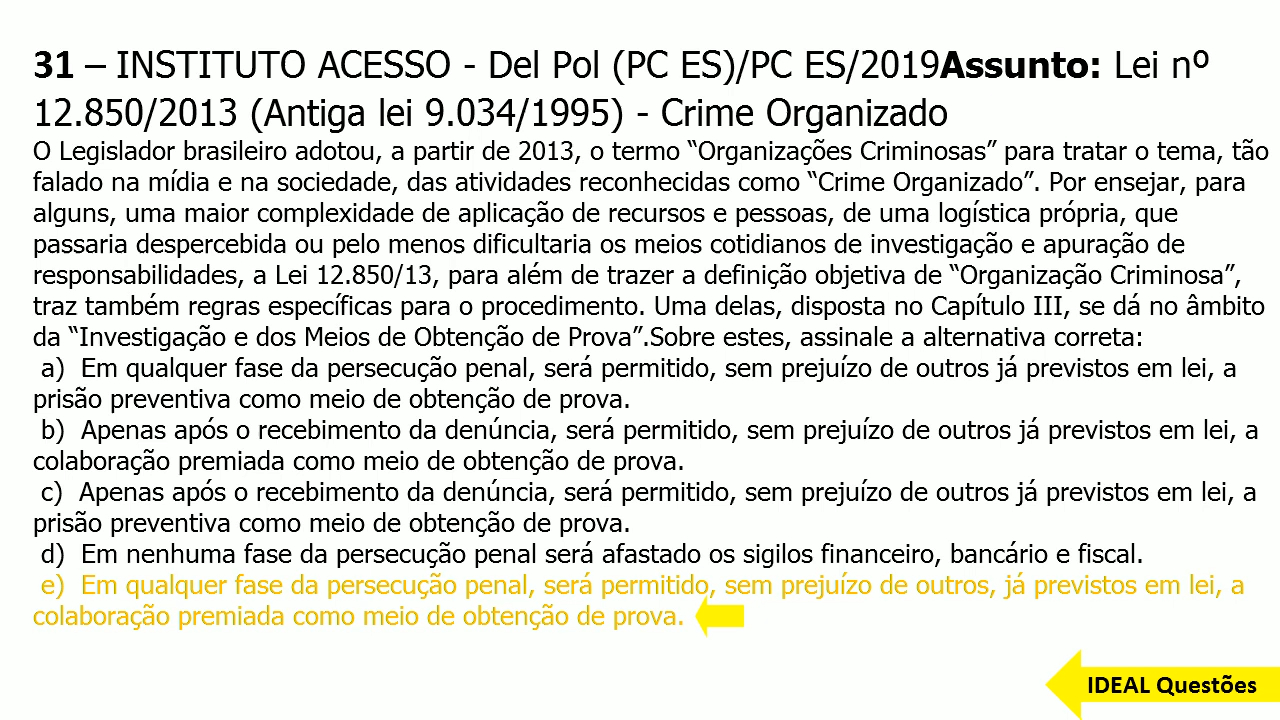 31 – INSTITUTO ACESSO - Del Pol (PC ES)/PC ES/2019Assunto: Lei nº
12.850/2013 (Antiga lei 9.034/1995) - Crime Organizado
O Legislador brasileiro adotou, a partir de 2013, o termo “Organizações Criminosas” para tratar o tema, tão
falado na mídia e na sociedade, das atividades reconhecidas como “Crime Organizado”. Por ensejar, para
alguns, uma maior complexidade de aplicação de recursos e pessoas, de uma logística própria, que
passaria despercebida ou pelo menos dificultaria os meios cotidianos de investigação e apuração de
responsabilidades, a Lei 12.850/13, para além de trazer a definição objetiva de “Organização Criminosa”,
traz também regras específicas para o procedimento. Uma delas, disposta no Capítulo III, se dá no âmbito
da “Investigação e dos Meios de Obtenção de Prova”.Sobre estes, assinale a alternativa correta:
a) Em qualquer fase da persecução penal, será permitido, sem prejuízo de outros já previstos em lei, a
prisão preventiva como meio de obtenção de prova.
b) Apenas após o recebimento da denúncia, será permitido, sem prejuízo de outros já previstos em lei, a
colaboração premiada como meio de obtenção de prova.
c) Apenas após o recebimento da denúncia, será permitido, sem prejuízo de outros já previstos em lei, a
prisão preventiva como meio de obtenção de prova.
d) Em nenhuma fase da persecução penal será afastado os sigilos financeiro, bancário e fiscal.
e) Em qualquer fase da persecução penal, será permitido, sem prejuízo de outros, já previstos em lei, a
colaboração premiada como meio de obtenção de prova.
IDEAL Questões